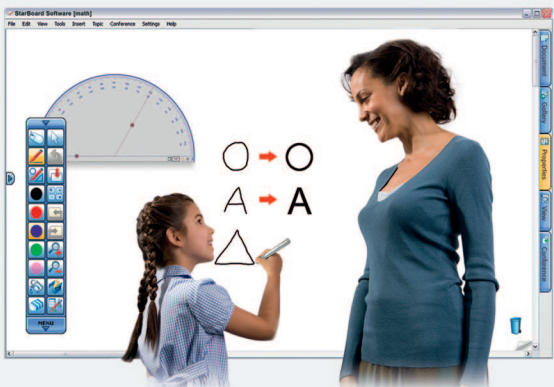 StarBoard Software [math]
File Edit View Tools Insert Topic Conference Settings Help
Document
Gallery
Properties
View
Conference
A A
MENU